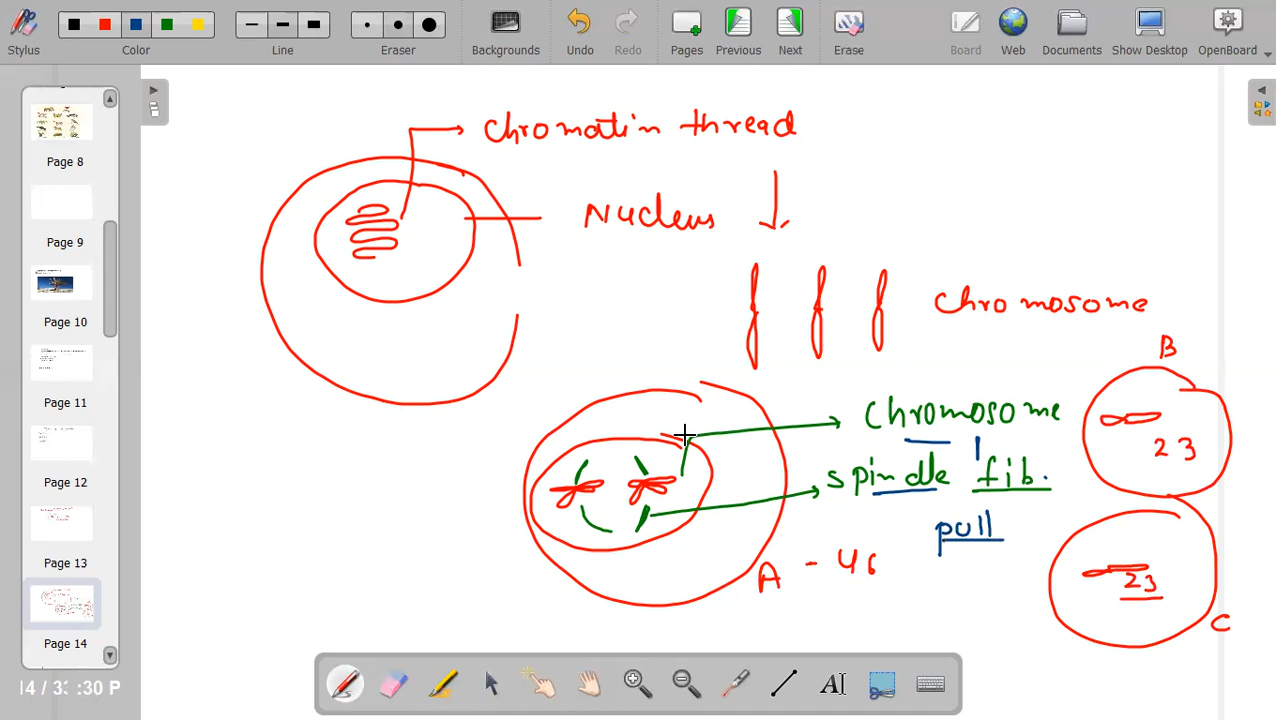 Stylus
Color
Line
Eraser
Backgrounds
Undo
Redo
Pages
Previous
Next
Erase
Board
Web
Documents
Show Desktop
OpenBoard
Page 8
Page 9
Page 10
Page 11
Page 12
Page 13
Page 14
chromatin thread
Nucleus
chromosome
B
chromosome
23
spindle fib.
pull
A - 46
23
C